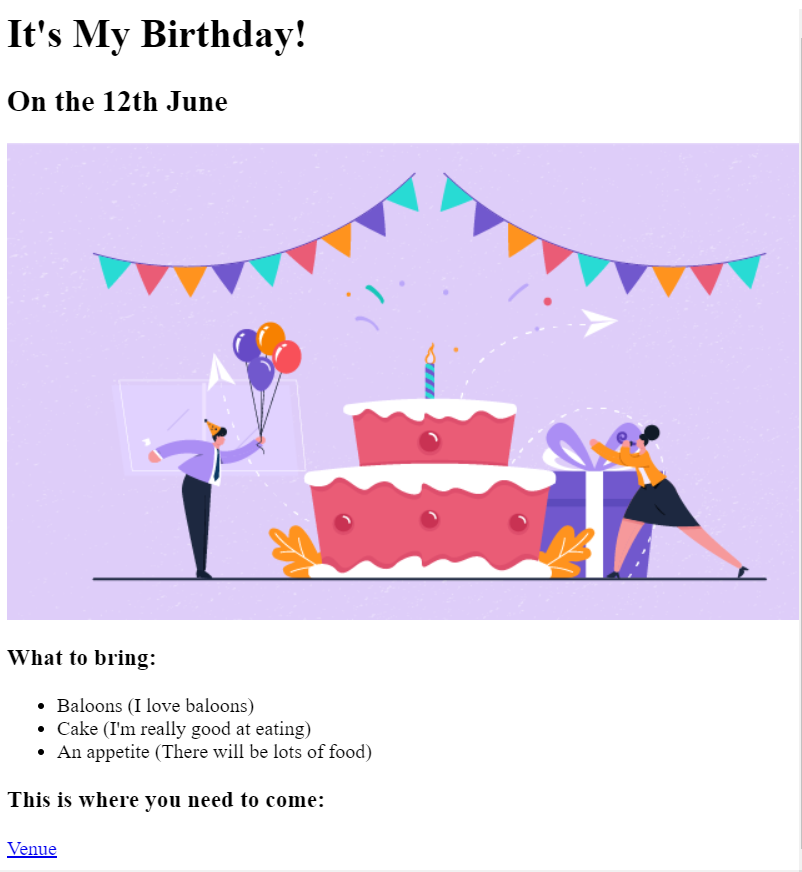 It's My Birthday!
On the 12th June
What to bring:
Baloons (I love baloons)
Cake (I'm really good at eating)
An appetite (There will be lots of food)
This is where you need to come:
Venue